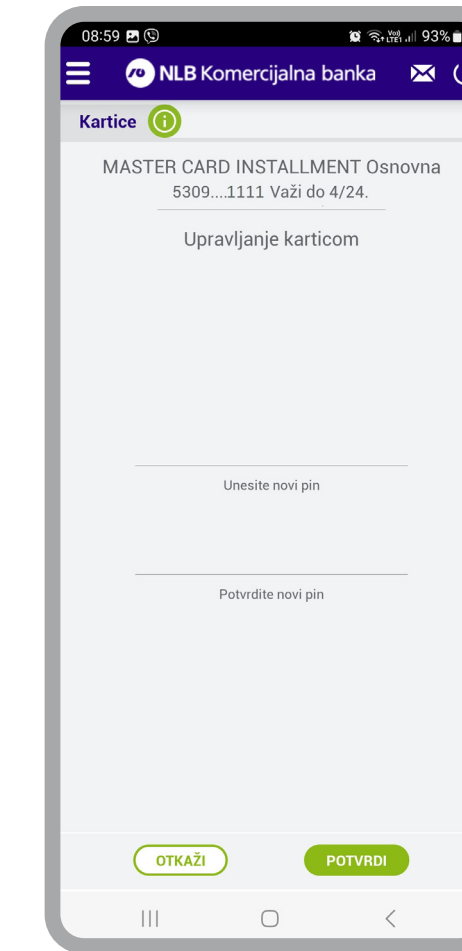 08:59 93%
NLB Komercijalna banka
Kartice
MASTER CARD INSTALLMENT Osnovna
5309....1111 Važi do 4/24.
Upravljanje karticom
Unesite novi pin
Potvrdite novi pin
OTKAŽI POTVRDI